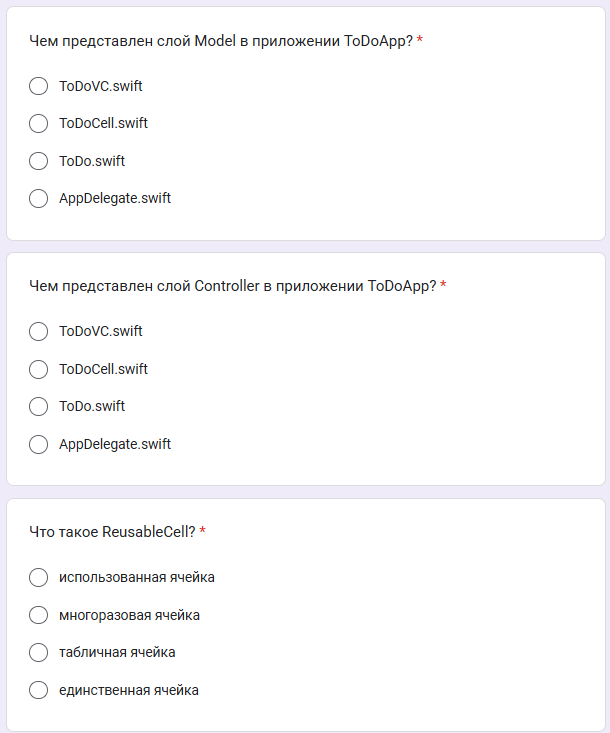 Чем представлен слой Model в приложении ToDoApp? *
ToDoVC.swift
ToDoCell.swift
ToDo.swift
AppDelegate.swift
Чем представлен слой Controller в приложении ToDoApp? *
ToDoVC.swift
ToDoCell.swift
ToDo.swift
AppDelegate.swift
Что такое ReusableCell? *
использованная ячейка
многоразовая ячейка
табличная ячейка
единственная ячейка